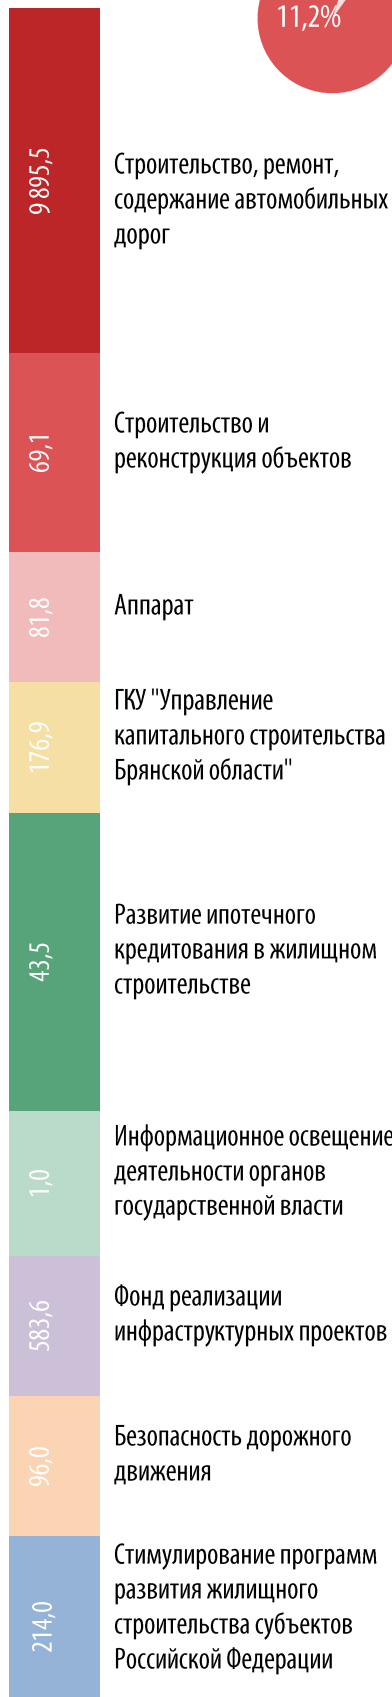 11,2%
9 895,5
Строительство, ремонт,
содержание автомобильных
дорог
69,1
Строительство и
реконструкция объектов
81,8
Аппарат
176,9
ГКУ "Управление
капитального строительства
Брянской области"
43,5
Развитие ипотечного
кредитования в жилищном
строительстве
1,0
Информационное освещение
деятельности органов
государственной власти
583,6
Фонд реализации
инфраструктурных проектов
96,0
Безопасность дорожного
движения
214,0
Стимулирование программ
развития жилищного
строительства субъектов
Российской Федерации